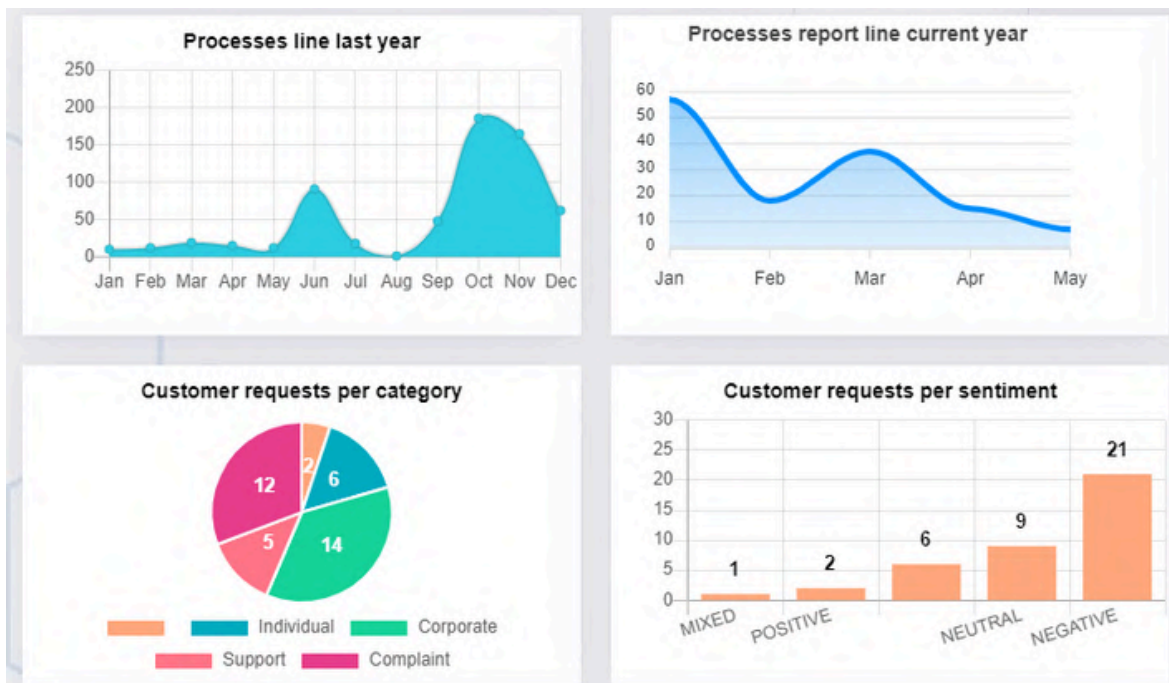 Processes line last year
250
200
150
100
50
0
Jan Feb Mar Apr May Jun Jul Aug Sep Oct Nov Dec
Processes report line current year
60
50
40
30
20
10
0
Jan Feb Mar Apr May
Customer requests per category
2
6
12
5
14
Individual Corporate
Support Complaint
Customer requests per sentiment
30
25
20
15
10
5
0
1 2 6 9 21
MIXED POSITIVE NEUTRAL NEGATIVE